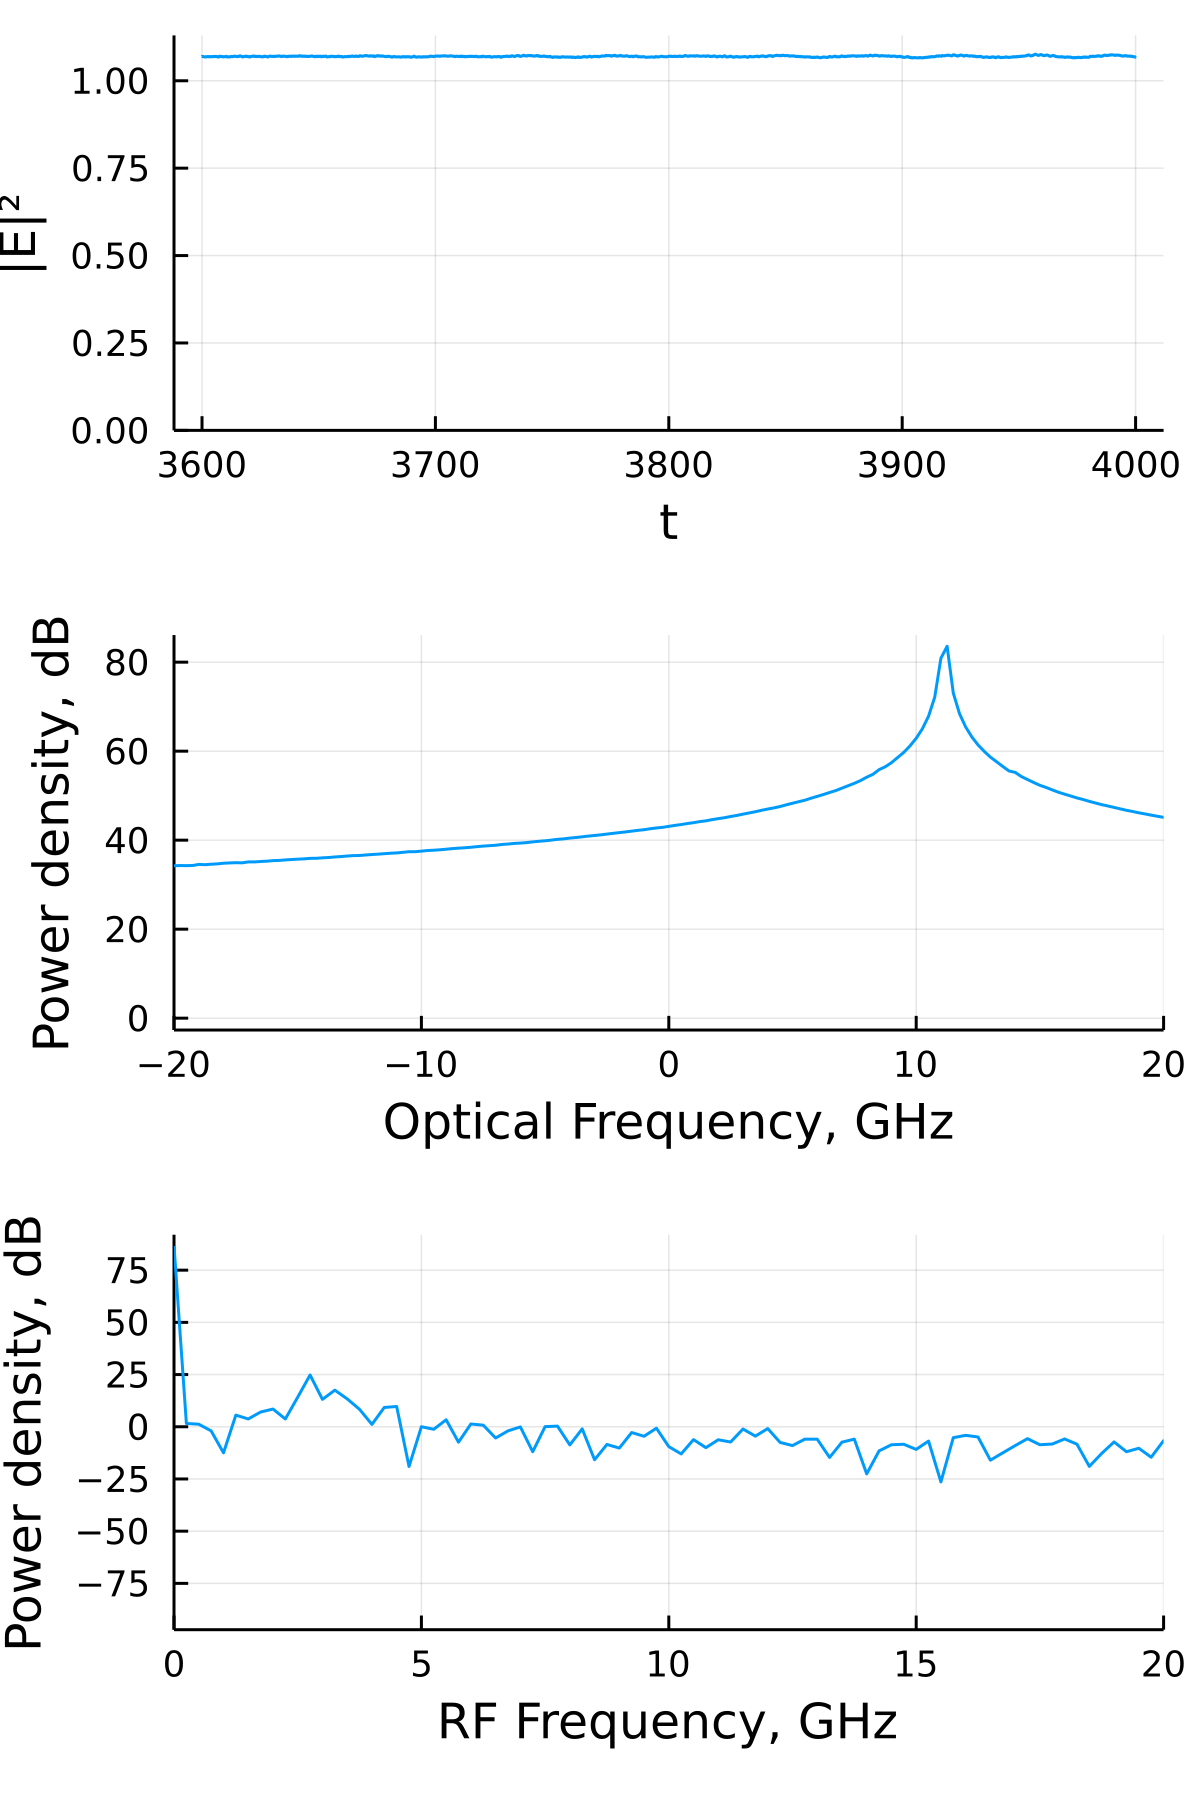 |E|²
1.00
0.75
0.50
0.25
0.00
3600 3700 3800 3900 4000
t
Power density, dB
80
60
40
20
0
−20 −10 0 10 20
Optical Frequency, GHz
Power density, dB
75
50
25
0
−25
−50
−75
0 5 10 15 20
RF Frequency, GHz